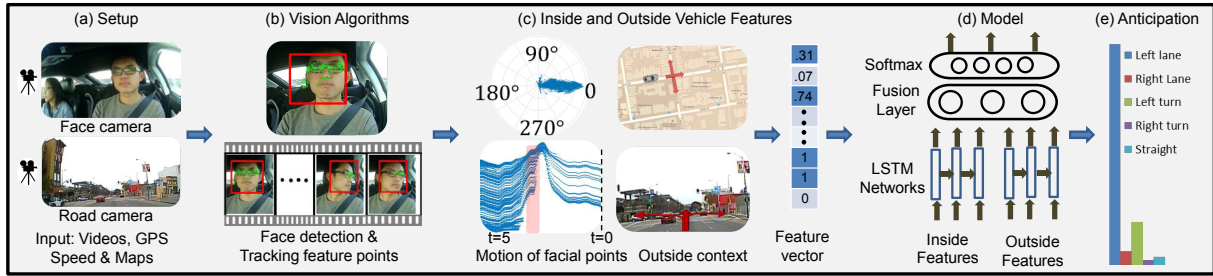 (a) Setup
Face camera
Road camera
Input: Videos, GPS
Speed & Maps
(b) Vision Algorithms
Face detection &
Tracking feature points
(c) Inside and Outside Vehicle Features
90°
180°
0
270°
t=5
t=0
Motion of facial points
Outside context
.31
.07
.74
1
1
0
Feature
vector
(d) Model
Softmax
Fusion
Layer
LSTM
Networks
Inside
Features
Outside
Features
(e) Anticipation
Left lane
Right Lane
Left turn
Right turn
Straight